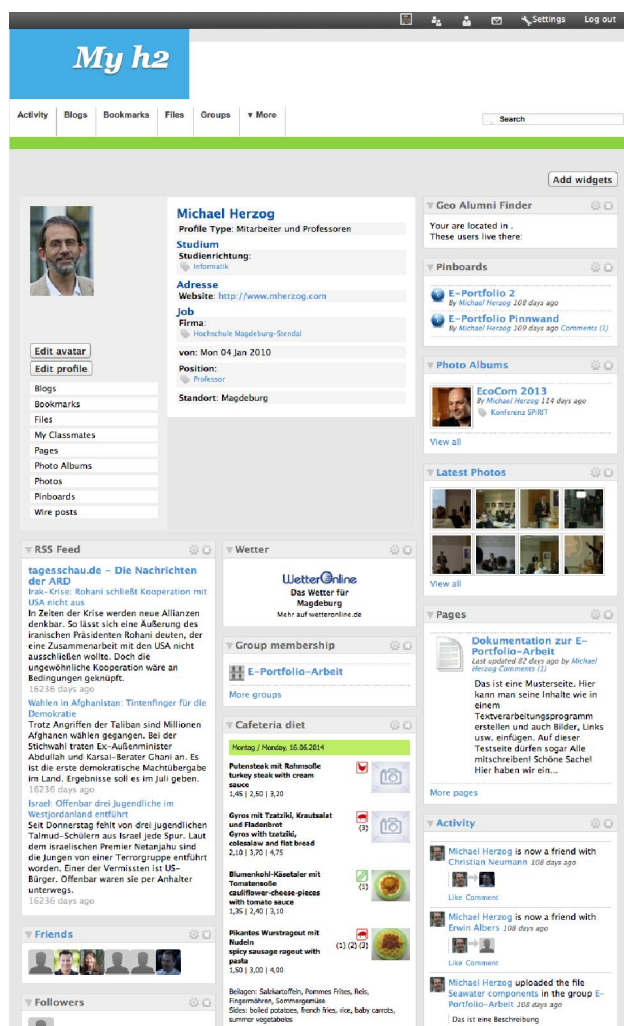 Settings
Log out
My h2
Activity
Blogs
Bookmarks
Files
Groups
▼ More
Search
Add widgets
Michael Herzog
Profile Type: Mitarbeiter und Professoren
Studium
Studienrichtung:
Informatik
Adresse
Website: http://www.mherzog.com
Job
Firma:
Hochschule Magdeburg-Stendal
von: Mon 04 Jan 2010
Position:
Professor
Standort: Magdeburg
Edit avatar
Edit profile
Blogs
Bookmarks
Files
My Classmates
Pages
Photo Albums
Photos
Pinboards
Wire posts
RSS Feed
tagesschau.de - Die Nachrichten
der ARD
Irak-Krise: Rohani schließt Kooperation mit
USA nicht aus
In Zeiten der Krise werden neue Allianzen
denkbar. So lässt sich eine Äußerung des
iranischen Präsidenten Rohani deuten, der
eine Zusammenarbeit mit den USA nicht
ausschließen wollte. Doch die
ungewöhnliche Kooperation wäre an
Bedingungen geknüpft.
16236 days ago
Wahlen in Afghanistan: Tintenfinger für die
Demokratie
Trotz Angriffen der Taliban sind Millionen
Afghanen wählen gegangen. Bei der
Stichwahl traten Ex-Außenminister
Abdullah und Karsai-Berater Ghani an. Es
ist die erste demokratische Machtübergabe
im Land. Ergebnisse soll es im Juli geben.
16236 days ago
Israel: Offenbar drei Jugendliche im
Westjordanland entführt
Seit Donnerstag fehlt von drei jugendlichen
Talmud-Schülern aus Israel jede Spur. Laut
dem israelischen Premier Netanjahu sind
die Jungen von einer Terrorgruppe entführt
worden. Einer der Vermissten ist US-
Bürger. Offenbar waren sie per Anhalter
unterwegs.
16236 days ago
Friends
Followers
Wetter
WetterOnline
Das Wetter für
Magdeburg
Mehr auf wetteronline.de
Group membership
E-Portfolio-Arbeit
More groups
Cafeteria diet
Montag / Monday, 16.06.2014
Putensteak mit Rahmsoße
turkey steak with cream
sauce
1,45 | 2,50 | 3,20
Gyros mit Tzatziki, Krautsalat
und Fladenbrot
Gyros with tzatziki,
coleslaw and flat bread
2,10 | 3,70 | 4,75
(3)
Blumenkohl-Käsetaler mit
Tomatensoße
cauliflower-cheese-pieces
with tomato sauce
1,35 | 2,40 | 3,10
(1)
Pikantes Wurstragout mit
Nudeln
spicy sausage ragout with
pasta
1,50 | 3,00 | 4,00
(1) (2) (3)
Beilagen: Salzkartoffeln, Pommes Frites, Reis,
Fingermöhren, Sommergemüse
Sides: boiled potatoes, french fries, rice, baby carrots,
summer vegetabeles
Geo Alumni Finder
Your are located in .
These users live there:
Pinboards
E-Portfolio 2
By Michael Herzog 108 days ago
E-Portfolio Pinnwand
By Michael Herzog 109 days ago Comments (1)
Photo Albums
EcoCom 2013
By Michael Herzog 114 days ago
Konferenz SPiRIT
View all
Latest Photos
View all
Pages
Dokumentation zur E-
Portfolio-Arbeit
Last updated 82 days ago by Michael
Herzog Comments (1)
Das ist eine Musterseite. Hier
kann man seine Inhalte wie in
einem
Textverarbeitungsprogramm
erstellen und auch Bilder, Links
usw. einfügen. Auf dieser
Testseite dürfen sogar Alle
mitschreiben! Schöne Sache!
Hier haben wir ein...
More pages
Activity
Michael Herzog is now a friend with
Christian Neumann 108 days ago
Like Comment
Michael Herzog is now a friend with
Erwin Albers 108 days ago
Like Comment
Michael Herzog uploaded the file
Seawater components in the group E-
Portfolio-Arbeit 168 days ago
Das ist eine Beschreibung